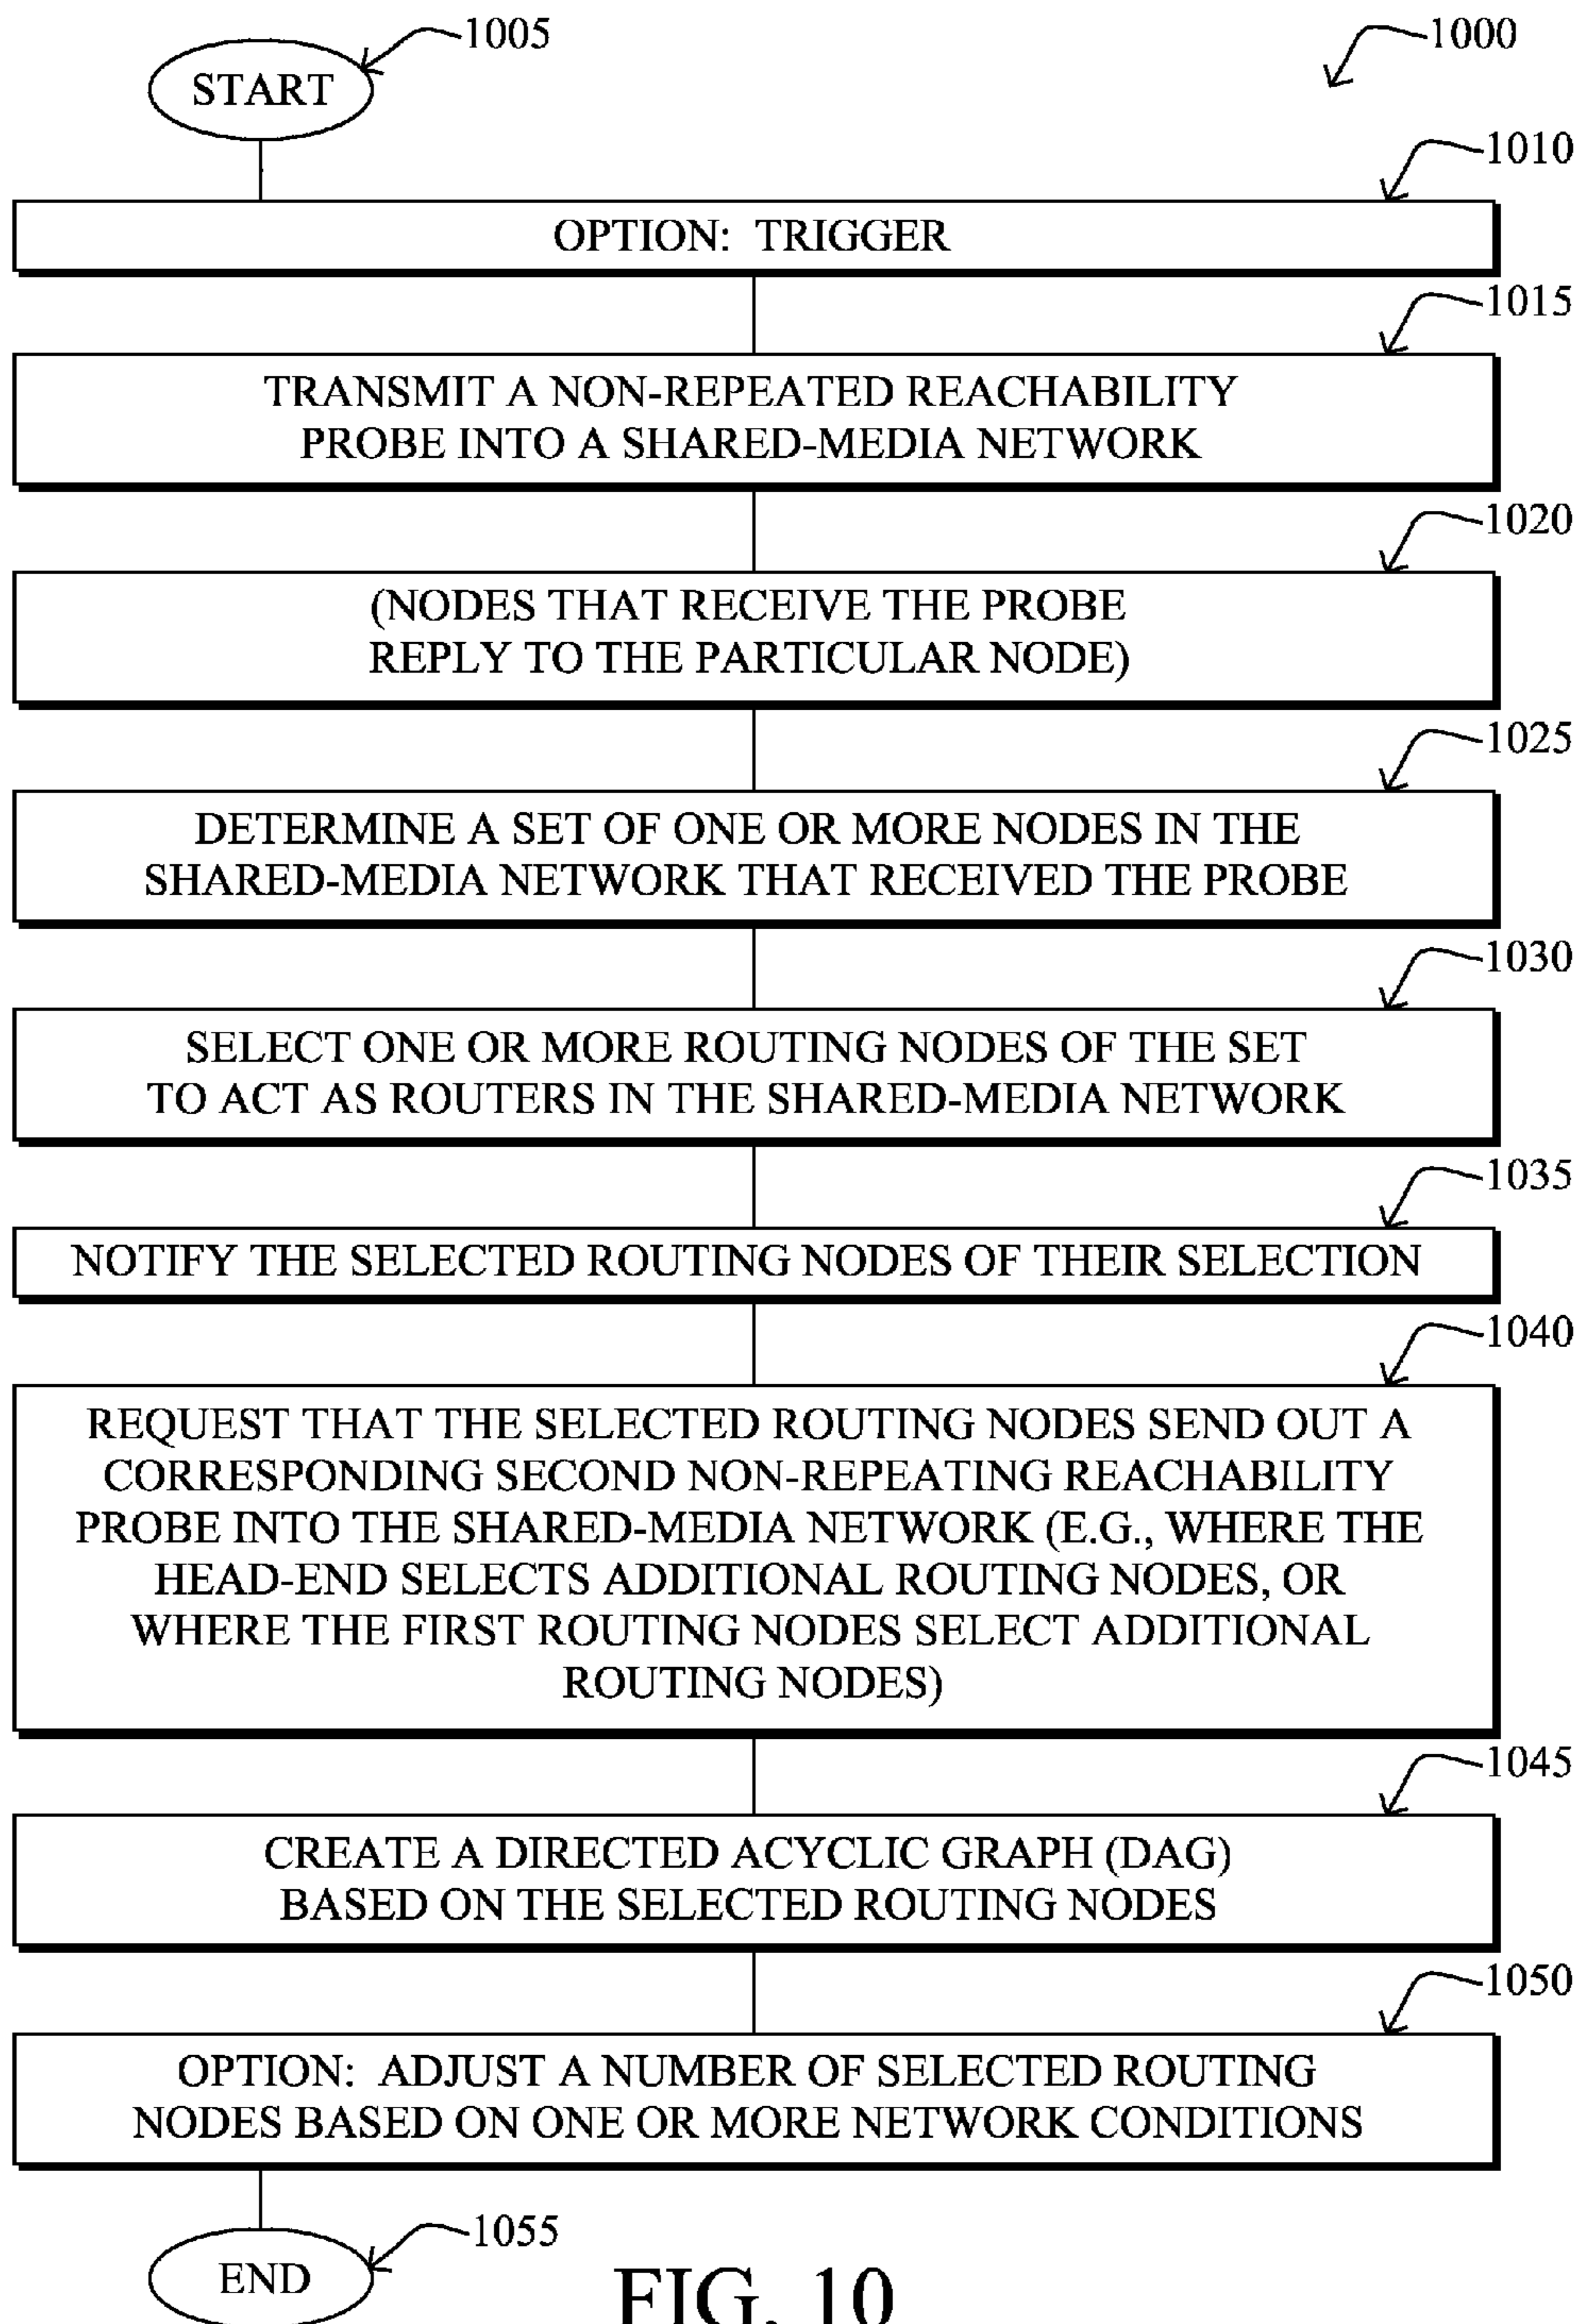 1005
1000
START
1010
OPTION: TRIGGER
1015
TRANSMIT A NON-REPEATED REACHABILITY
PROBE INTO A SHARED-MEDIA NETWORK
1020
(NODES THAT RECEIVE THE PROBE
REPLY TO THE PARTICULAR NODE)
1025
DETERMINE A SET OF ONE OR MORE NODES IN THE
SHARED-MEDIA NETWORK THAT RECEIVED THE PROBE
1030
SELECT ONE OR MORE ROUTING NODES OF THE SET
TO ACT AS ROUTERS IN THE SHARED-MEDIA NETWORK
1035
NOTIFY THE SELECTED ROUTING NODES OF THEIR SELECTION
1040
REQUEST THAT THE SELECTED ROUTING NODES SEND OUT A
CORRESPONDING SECOND NON-REPEATING REACHABILITY
PROBE INTO THE SHARED-MEDIA NETWORK (E.G., WHERE THE
HEAD-END SELECTS ADDITIONAL ROUTING NODES, OR
WHERE THE FIRST ROUTING NODES SELECT ADDITIONAL
ROUTING NODES)
1045
CREATE A DIRECTED ACYCLIC GRAPH (DAG)
BASED ON THE SELECTED ROUTING NODES
1050
OPTION: ADJUST A NUMBER OF SELECTED ROUTING
NODES BASED ON ONE OR MORE NETWORK CONDITIONS
1055
END
FIG. 10